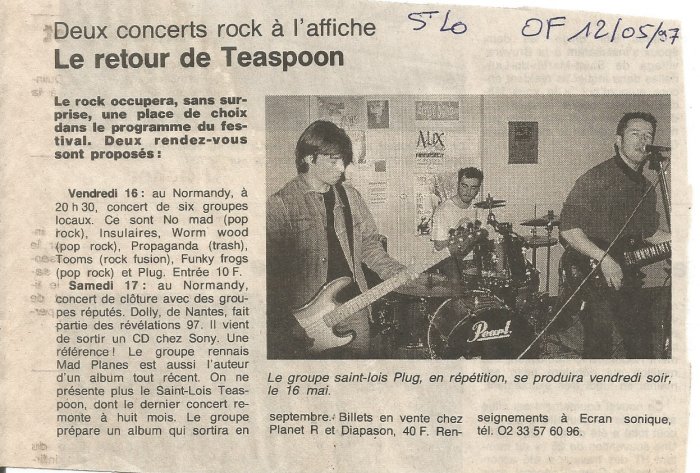 Deux concerts rock à l'affiche
St Lo OF 12/05/97
Le retour de Teaspoon
Le rock occupera, sans sur-
prise, une place de choix
dans le programme du fes-
tival. Deux rendez-vous
sont proposés :
Vendredi 16 : au Normandy, à
20 h 30, concert de six groupes
locaux. Ce sont No mad (pop
rock), Insulaires, Worm wood
(pop rock), Propaganda (trash),
Tooms (rock fusion), Funky frogs
(pop rock) et Plug. Entrée 10 F.
Samedi 17 : au Normandy,
concert de clôture avec des grou-
pes réputés. Dolly, de Nantes, fait
partie des révélations 97. Il vient
de sortir un CD chez Sony. Une
référence ! Le groupe rennais
Mad Planes est aussi l'auteur
d'un album tout récent. On ne
présente plus le Saint-Lois Teas-
poon, dont le dernier concert re-
monte à huit mois. Le groupe
prépare un album qui sortira en
Pearl
Le groupe saint-lois Plug, en répétition, se produira vendredi soir,
le 16 mai.
septembre. Billets en vente chez
Planet R et Diapason, 40 F. Ren-
seignements à Ecran sonique,
tél. 02 33 57 60 96.